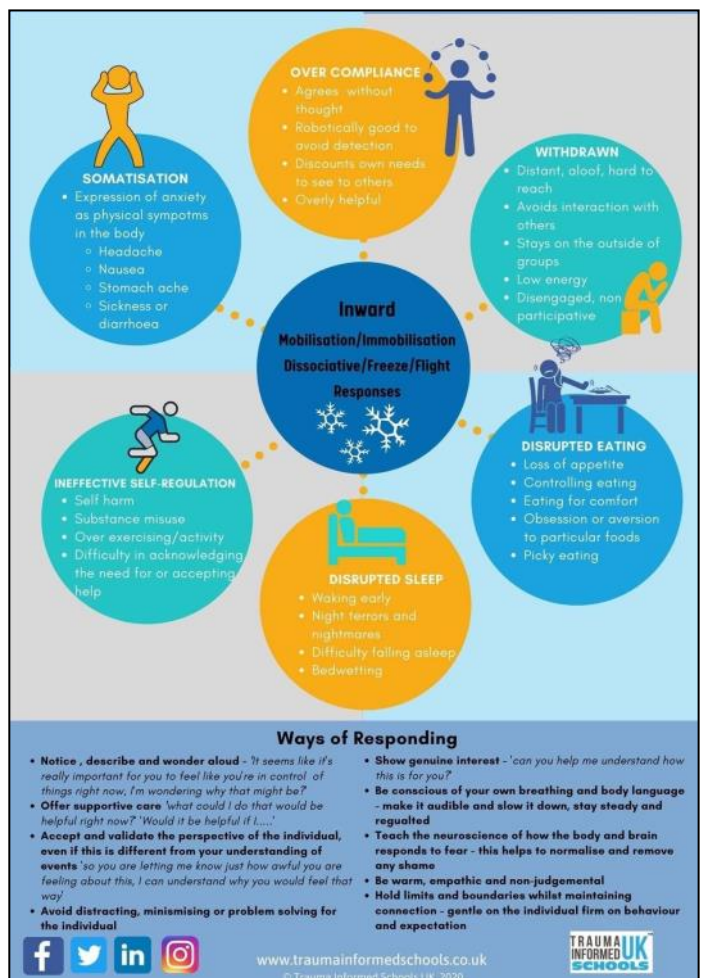 OVER COMPLIANCE
• Agrees without
thought
• Robotically good to
avoid detection
• Discounts own needs
to see to others
• Overly helpful
SOMATISATION
• Expression of anxiety
as physical sympotms
in the body
○ Headache
○ Nausea
○ Stomach ache
○ Sickness or
diarrhoea
WITHDRAWN
• Distant, aloof, hard to
reach
• Avoids interaction with
others
• Stays on the outside of
groups
• Low energy
• Disengaged, non
participative
Inward
Mobilisation/Immobilisation
Dissociative/Freeze/Flight
Responses
INEFFECTIVE SELF-REGULATION
• Self harm
• Substance misuse
• Over exercising/activity
• Difficulty in acknowledging
the need for or accepting
help
DISRUPTED EATING
• Loss of appetite
• Controlling eating
• Eating for comfort
• Obsession or aversion
to particular foods
• Picky eating
DISRUPTED SLEEP
• Waking early
• Night terrors and
nightmares
• Difficulty falling asleep
• Bedwetting
Ways of Responding
• Notice , describe and wonder aloud - 'It seems like it's
really important for you to feel like you're in control of
things right now, I'm wondering why that might be?'
• Offer supportive care 'what could I do that would be
helpful right now?' 'Would it be helpful if I.....'
• Accept and validate the perspective of the individual,
even if this is different from your understanding of
events 'so you are letting me know just how awful you are
feeling about this, I can understand why you would feel that
way'
• Avoid distracting, minismising or problem solving for
the individual
• Show genuine interest - 'can you help me understand how
this is for you?'
• Be conscious of your own breathing and body language
- make it audible and slow it down, stay steady and
regualted
• Teach the neuroscience of how the body and brain
responds to fear - this helps to normalise and remove
any shame
• Be warm, empathic and non-judgemental
• Hold limits and boundaries whilst maintaining
connection - gentle on the individual firm on behaviour
and expectation
www.traumainformedschools.co.uk
© Trauma Informed Schools UK, 2020
TRAUMA
INFORMED UK
SCHOOLS